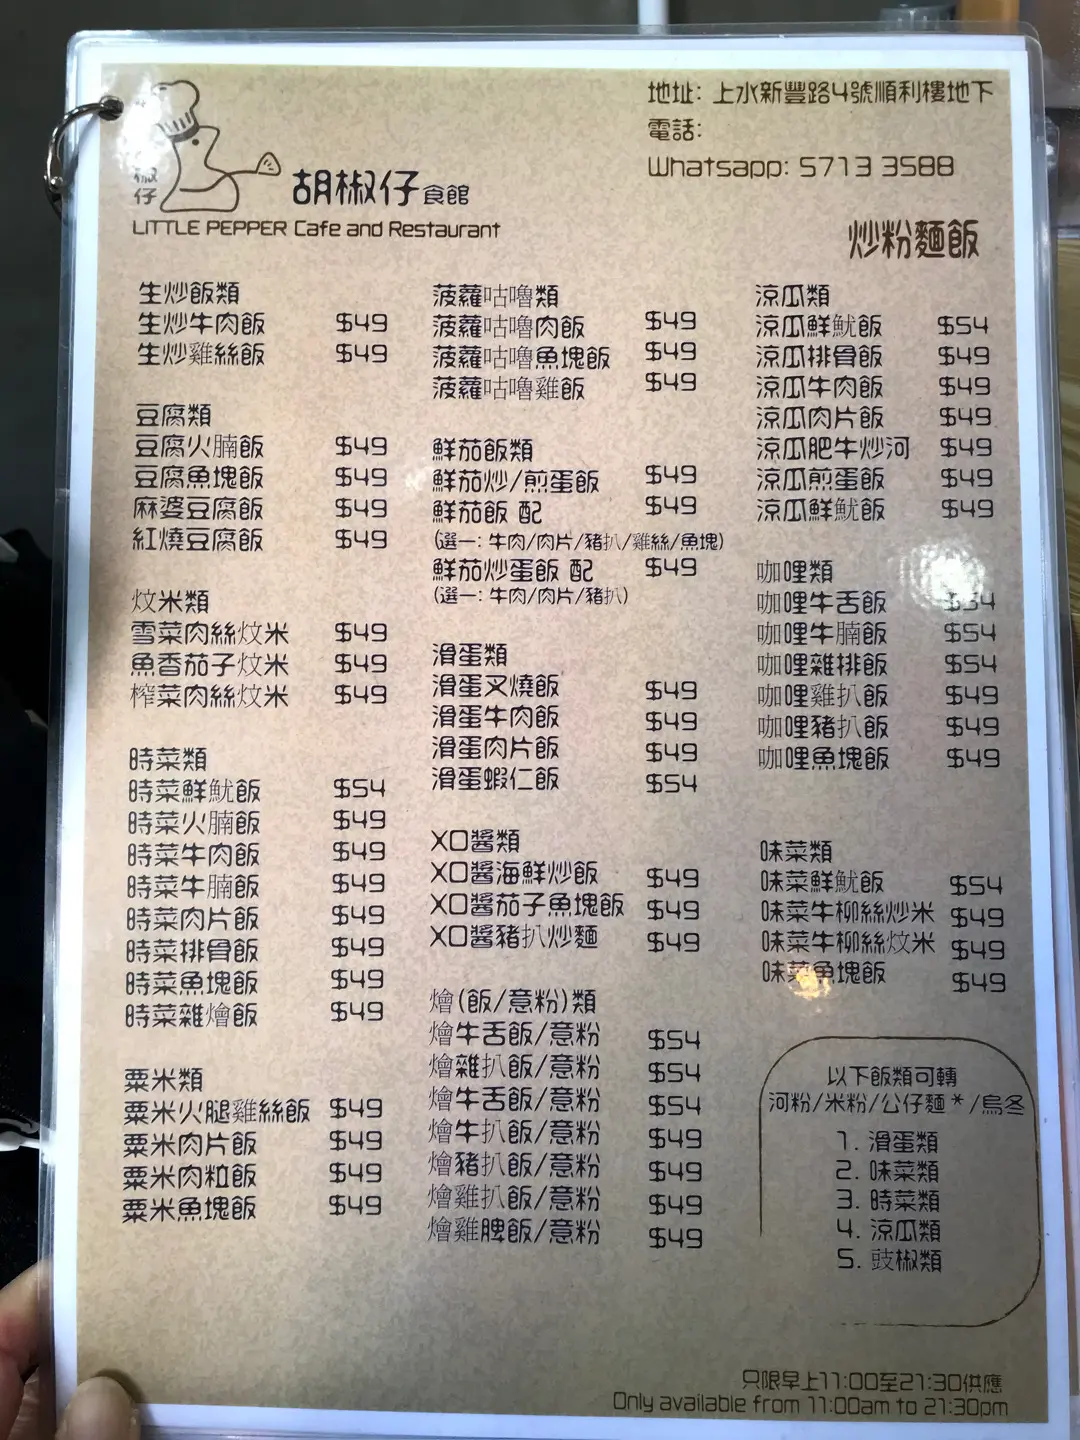 地址: 上水新豐路4號順利樓地下
電話:
Whatsapp: 5713 3588
椒
仔
胡椒仔食館
LITTLE PEPPER Cafe and Restaurant
炒粉麵飯
生炒飯類
生炒牛肉飯 $49
生炒雞絲飯 $49
豆腐類
豆腐火腩飯 $49
豆腐魚塊飯 $49
麻婆豆腐飯 $49
紅燒豆腐飯 $49
炆米類
雪菜肉絲炆米 $49
魚香茄子炆米 $49
榨菜肉絲炆米 $49
時菜類
時菜鮮魷飯 $54
時菜火腩飯 $49
時菜牛肉飯 $49
時菜牛腩飯 $49
時菜肉片飯 $49
時菜排骨飯 $49
時菜魚塊飯 $49
時菜雜燴飯 $49
粟米類
粟米火腿雞絲飯 $49
粟米肉片飯 $49
粟米肉粒飯 $49
粟米魚塊飯 $49
菠蘿咕嚕類
菠蘿咕嚕肉飯 $49
菠蘿咕嚕魚塊飯 $49
菠蘿咕嚕雞飯 $49
鮮茄飯類
鮮茄炒/煎蛋飯 $49
鮮茄飯 配 $49
(選一: 牛肉/肉片/豬扒/雞絲/魚塊)
鮮茄炒蛋飯 配 $49
(選一: 牛肉/肉片/豬扒)
滑蛋類
滑蛋叉燒飯 $49
滑蛋牛肉飯 $49
滑蛋肉片飯 $49
滑蛋蝦仁飯 $54
XO醬類
XO醬海鮮炒飯 $49
XO醬茄子魚塊飯 $49
XO醬豬扒炒麵 $49
燴(飯/意粉)類
燴牛舌飯/意粉 $54
燴雜扒飯/意粉 $54
燴牛舌飯/意粉 $54
燴牛扒飯/意粉 $49
燴豬扒飯/意粉 $49
燴雞扒飯/意粉 $49
燴雞脾飯/意粉 $49
涼瓜類
涼瓜鮮魷飯 $54
涼瓜排骨飯 $49
涼瓜牛肉飯 $49
涼瓜肉片飯 $49
涼瓜肥牛炒河 $49
涼瓜煎蛋飯 $49
涼瓜鮮魷飯 $49
咖哩類
咖哩牛舌飯 $54
咖哩牛腩飯 $54
咖哩雜排飯 $54
咖哩雞扒飯 $49
咖哩豬扒飯 $49
咖哩魚塊飯 $49
味菜類
味菜鮮魷飯 $54
味菜牛柳絲炒米 $49
味菜牛柳絲炆米 $49
味菜魚塊飯 $49
以下飯類可轉
河粉/米粉/公仔麵*/烏冬
1. 滑蛋類
2. 味菜類
3. 時菜類
4. 涼瓜類
5. 豉椒類
只限早上11:00至21:30供應
Only available from 11:00am to 21:30pm